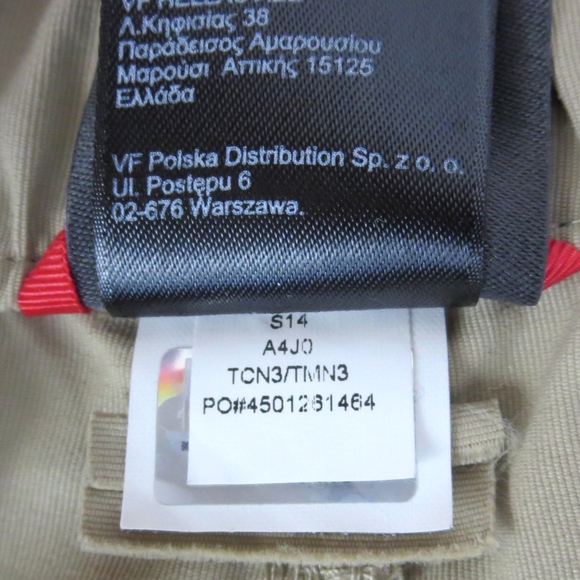 Λ.Κηφισίας 38
Παράδεισος Αμαρουσίου
Μαρούσι Αττικής 15125
Ελλάδα
VF Polska Distribution Sp. z o. o.
Ul. Postępu 6
02-676 Warszawa.
S14
A4J0
TCN3/TMN3
PO#4501261464